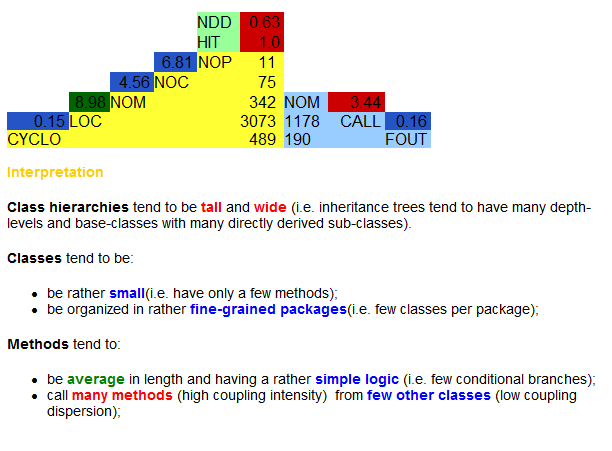 NDD 0.63
HIT 1.0
6.81 NOP 11
4.56 NOC 75
8.98 NOM 342 NOM 3.44
0.15 LOC 3073 1178 CALL 0.16
CYCLO 489 190 FOUT
Interpretation
Class hierarchies tend to be tall and wide (i.e. inheritance trees tend to have many depth-
levels and base-classes with many directly derived sub-classes).
Classes tend to be:
• be rather small(i.e. have only a few methods);
• be organized in rather fine-grained packages(i.e. few classes per package);
Methods tend to:
• be average in length and having a rather simple logic (i.e. few conditional branches);
• call many methods (high coupling intensity) from few other classes (low coupling
dispersion);